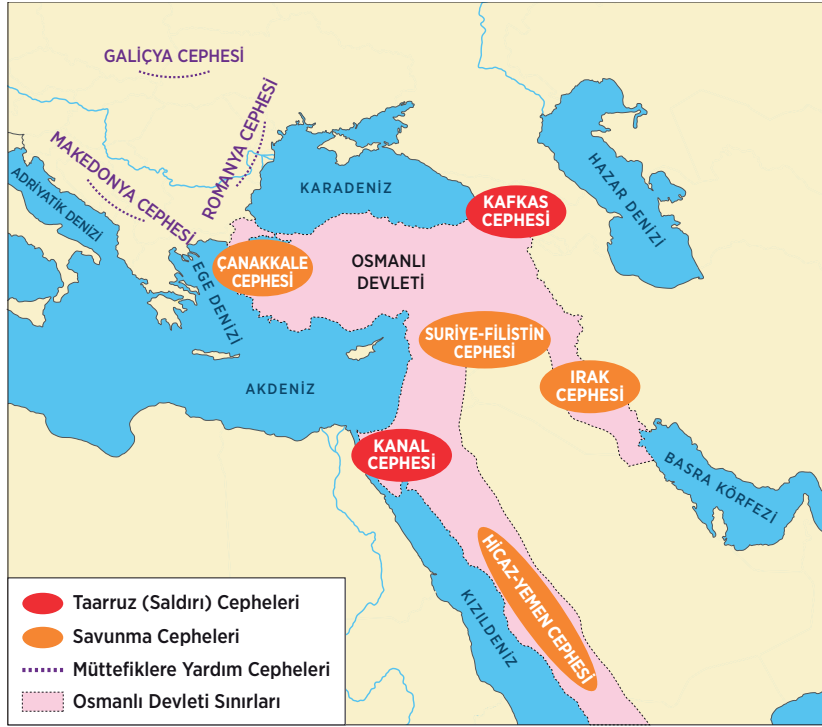 GALİÇYA CEPHESİ
ROMANYA CEPHESİ
MAKEDONYA CEPHESİ
ADRİYATİK DENİZİ
KARADENİZ
HAZAR DENİZİ
KAFKAS
CEPHESİ
ÇANAKKALE
CEPHESİ
OSMANLI
DEVLETİ
EGE DENİZİ
SURİYE-FİLİSTİN
CEPHESİ
IRAK
CEPHESİ
AKDENİZ
KANAL
CEPHESİ
BASRA KÖRFEZİ
HİCAZ-YEMEN CEPHESİ
KIZILDENİZ
Taarruz (Saldırı) Cepheleri
Savunma Cepheleri
Müttefiklere Yardım Cepheleri
Osmanlı Devleti Sınırları